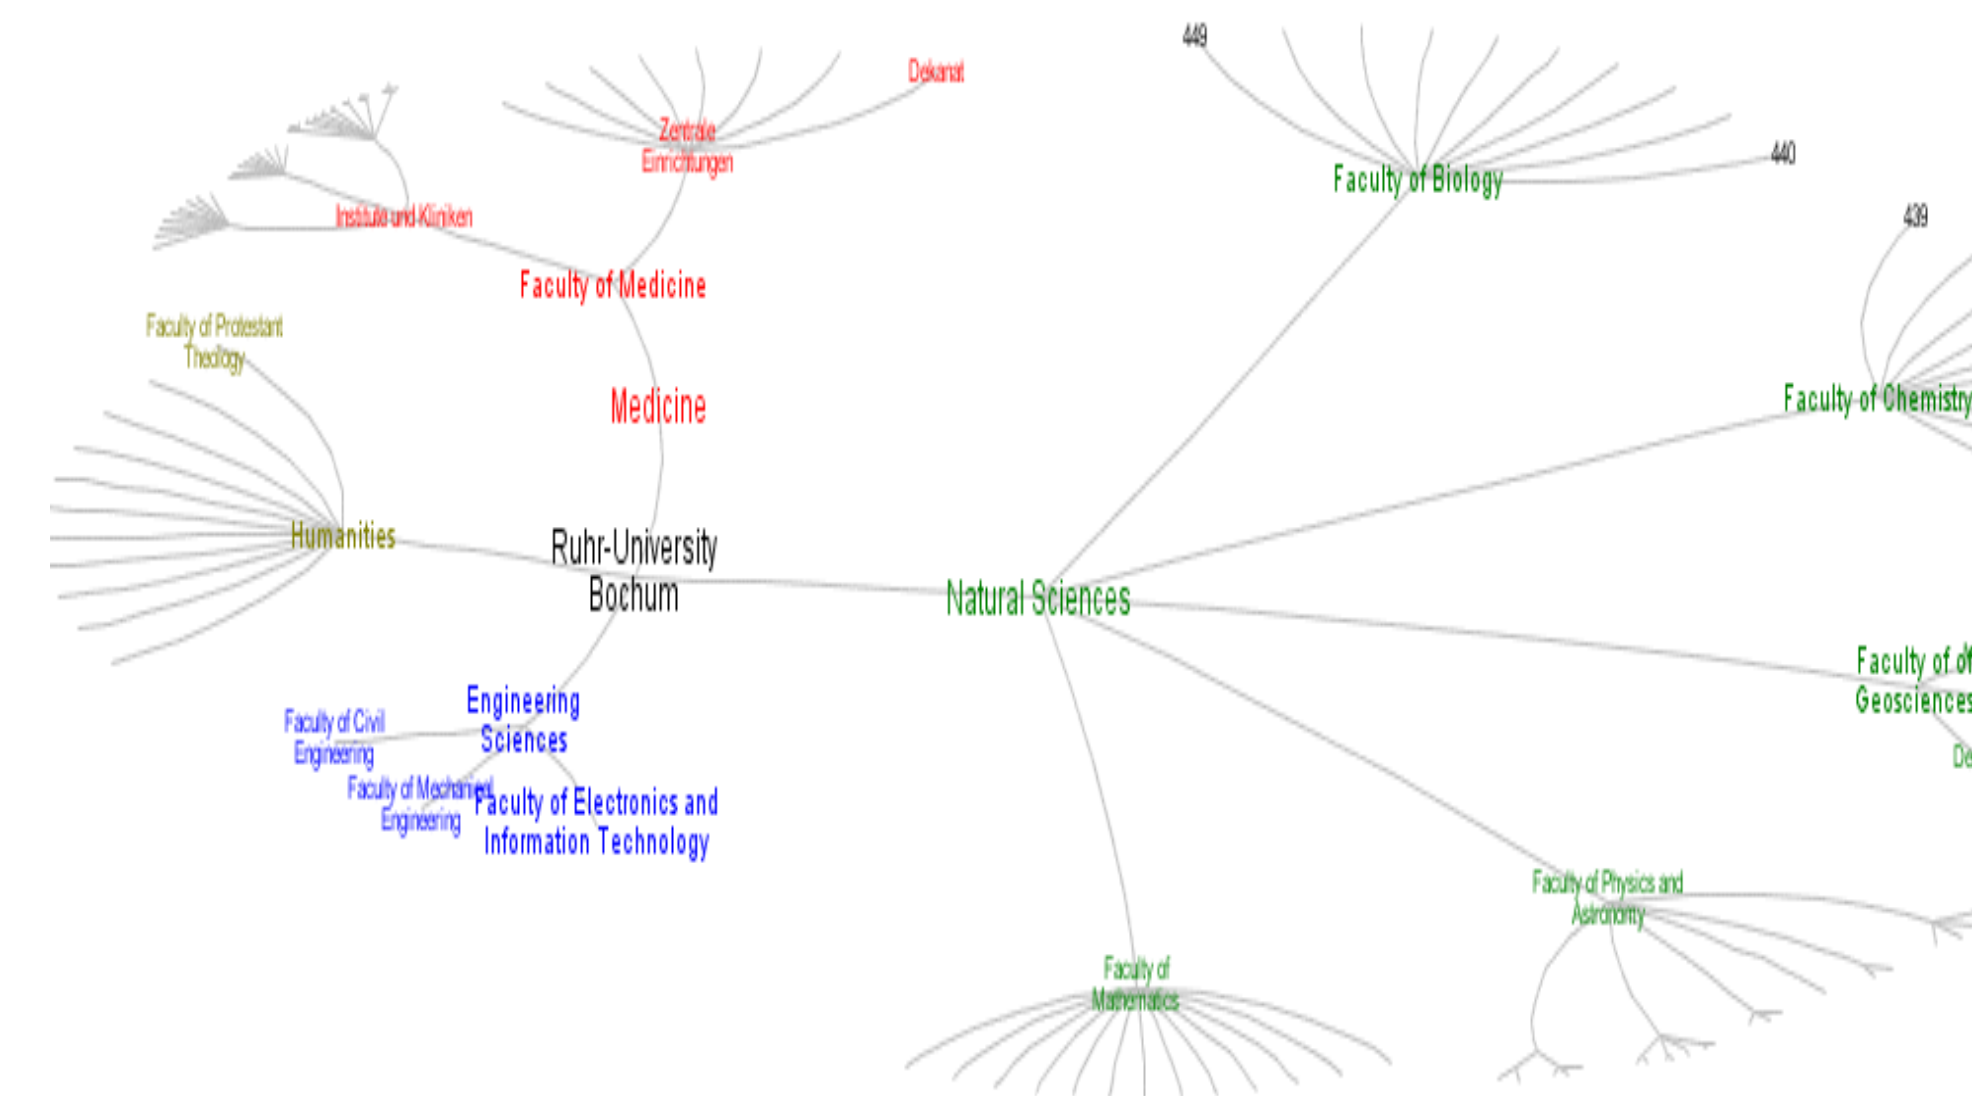 449
Dekanat
Zentrale
Einrichtungen
440
Faculty of Biology
439
Institute und Kliniken
Faculty of Medicine
Faculty of Protestant
Theology
Medicine
Faculty of Chemistry
Humanities
Ruhr-University
Bochum
Natural Sciences
Faculty of of
Geosciences
Engineering
Sciences
Faculty of Civil
Engineering
De
Faculty of Mechanical
Engineering
Faculty of Electronics and
Information Technology
Faculty of Physics and
Astronomy
Faculty of
Mathematics